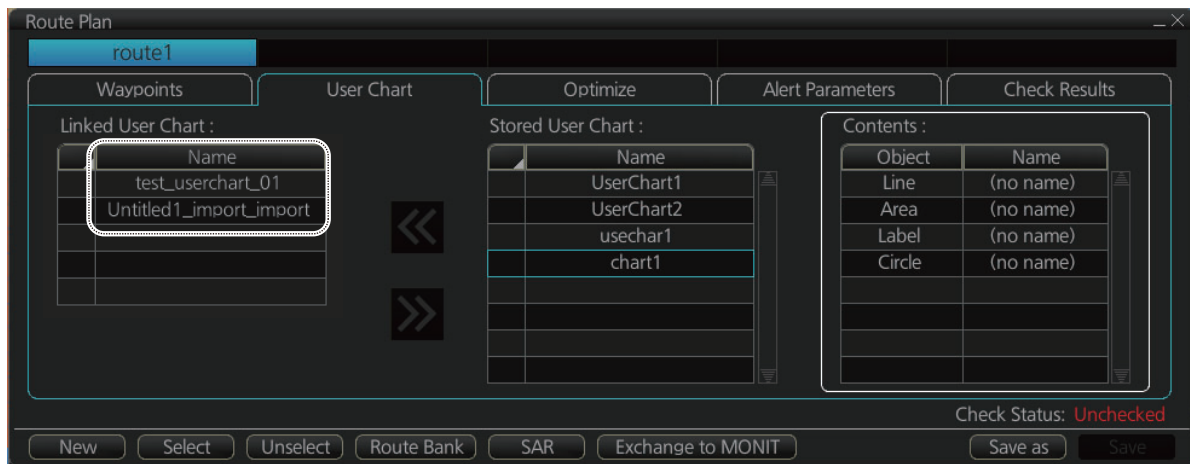 Route Plan
route1
Waypoints User Chart Optimize Alert Parameters Check Results
Linked User Chart : Stored User Chart : Contents :
Name Name Object Name
test_userchart_01 UserChart1 Line (no name)
Untitled1_import_import UserChart2 Area (no name)
usechar1 Label (no name)
chart1 Circle (no name)
Check Status: Unchecked
New Select Unselect Route Bank SAR Exchange to MONIT Save as Save